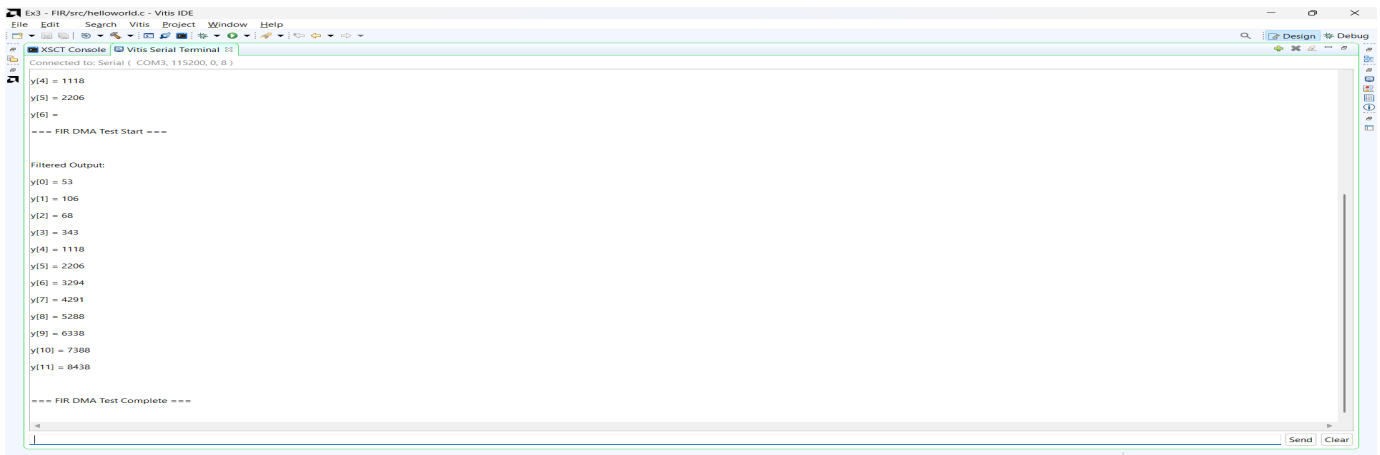 Ex3 - FIR/src/helloworld.c - Vitis IDE
File Edit Search Vitis Project Window Help
Design Debug
XSCT Console Vitis Serial Terminal
Connected to: Serial ( COM3, 115200, 0, 8 )
y[4] = 1118
y[5] = 2206
y[6] =
=== FIR DMA Test Start ===
Filtered Output:
y[0] = 53
y[1] = 106
y[2] = 68
y[3] = 343
y[4] = 1118
y[5] = 2206
y[6] = 3294
y[7] = 4291
y[8] = 5288
y[9] = 6338
y[10] = 7388
y[11] = 8438
=== FIR DMA Test Complete ===
Send Clear